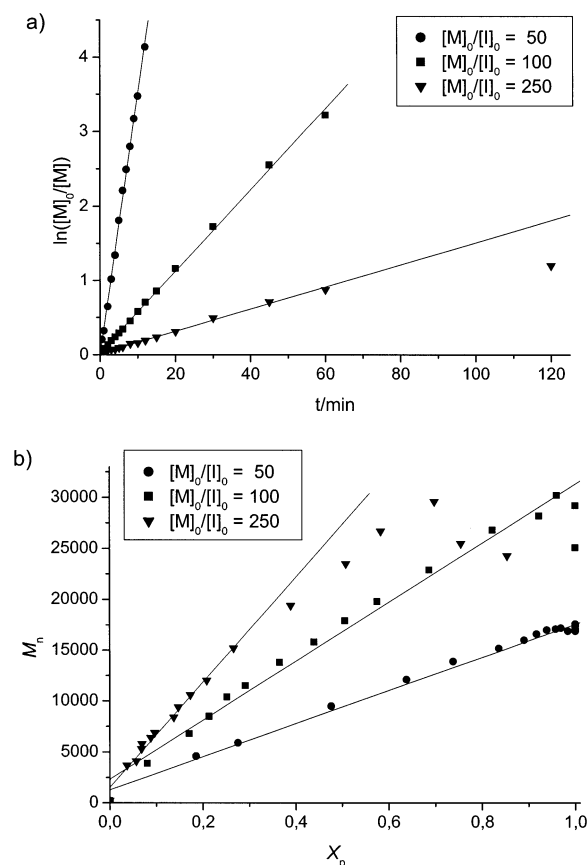 a)
[M]₀/[I]₀ = 50
[M]₀/[I]₀ = 100
[M]₀/[I]₀ = 250
ln([M]₀/[M])
4
3
2
1
0
0 20 40 60 80 100 120
t/min
b)
[M]₀/[I]₀ = 50
[M]₀/[I]₀ = 100
[M]₀/[I]₀ = 250
Mₙ
30000
25000
20000
15000
10000
5000
0
0,0 0,2 0,4 0,6 0,8 1,0
Xₚ